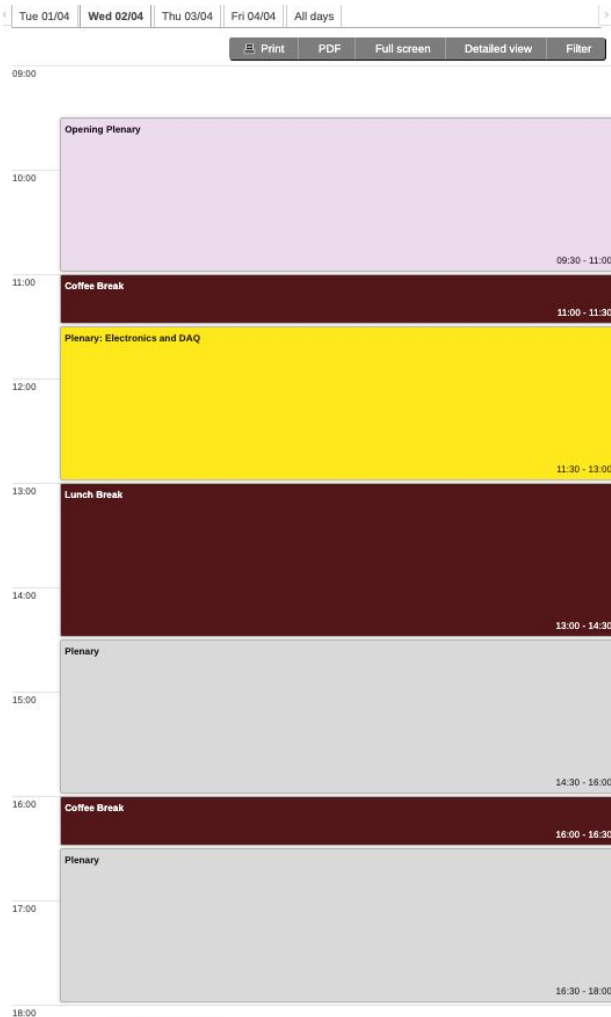 Tue 01/04 Wed 02/04 Thu 03/04 Fri 04/04 All days
Print PDF Full screen Detailed view Filter
09:00
Opening Plenary
10:00
09:30 - 11:00
11:00
Coffee Break
11:00 - 11:30
Plenary: Electronics and DAQ
12:00
11:30 - 13:00
13:00
Lunch Break
14:00
13:00 - 14:30
Plenary
15:00
14:30 - 16:00
16:00
Coffee Break
16:00 - 16:30
Plenary
17:00
16:30 - 18:00
18:00